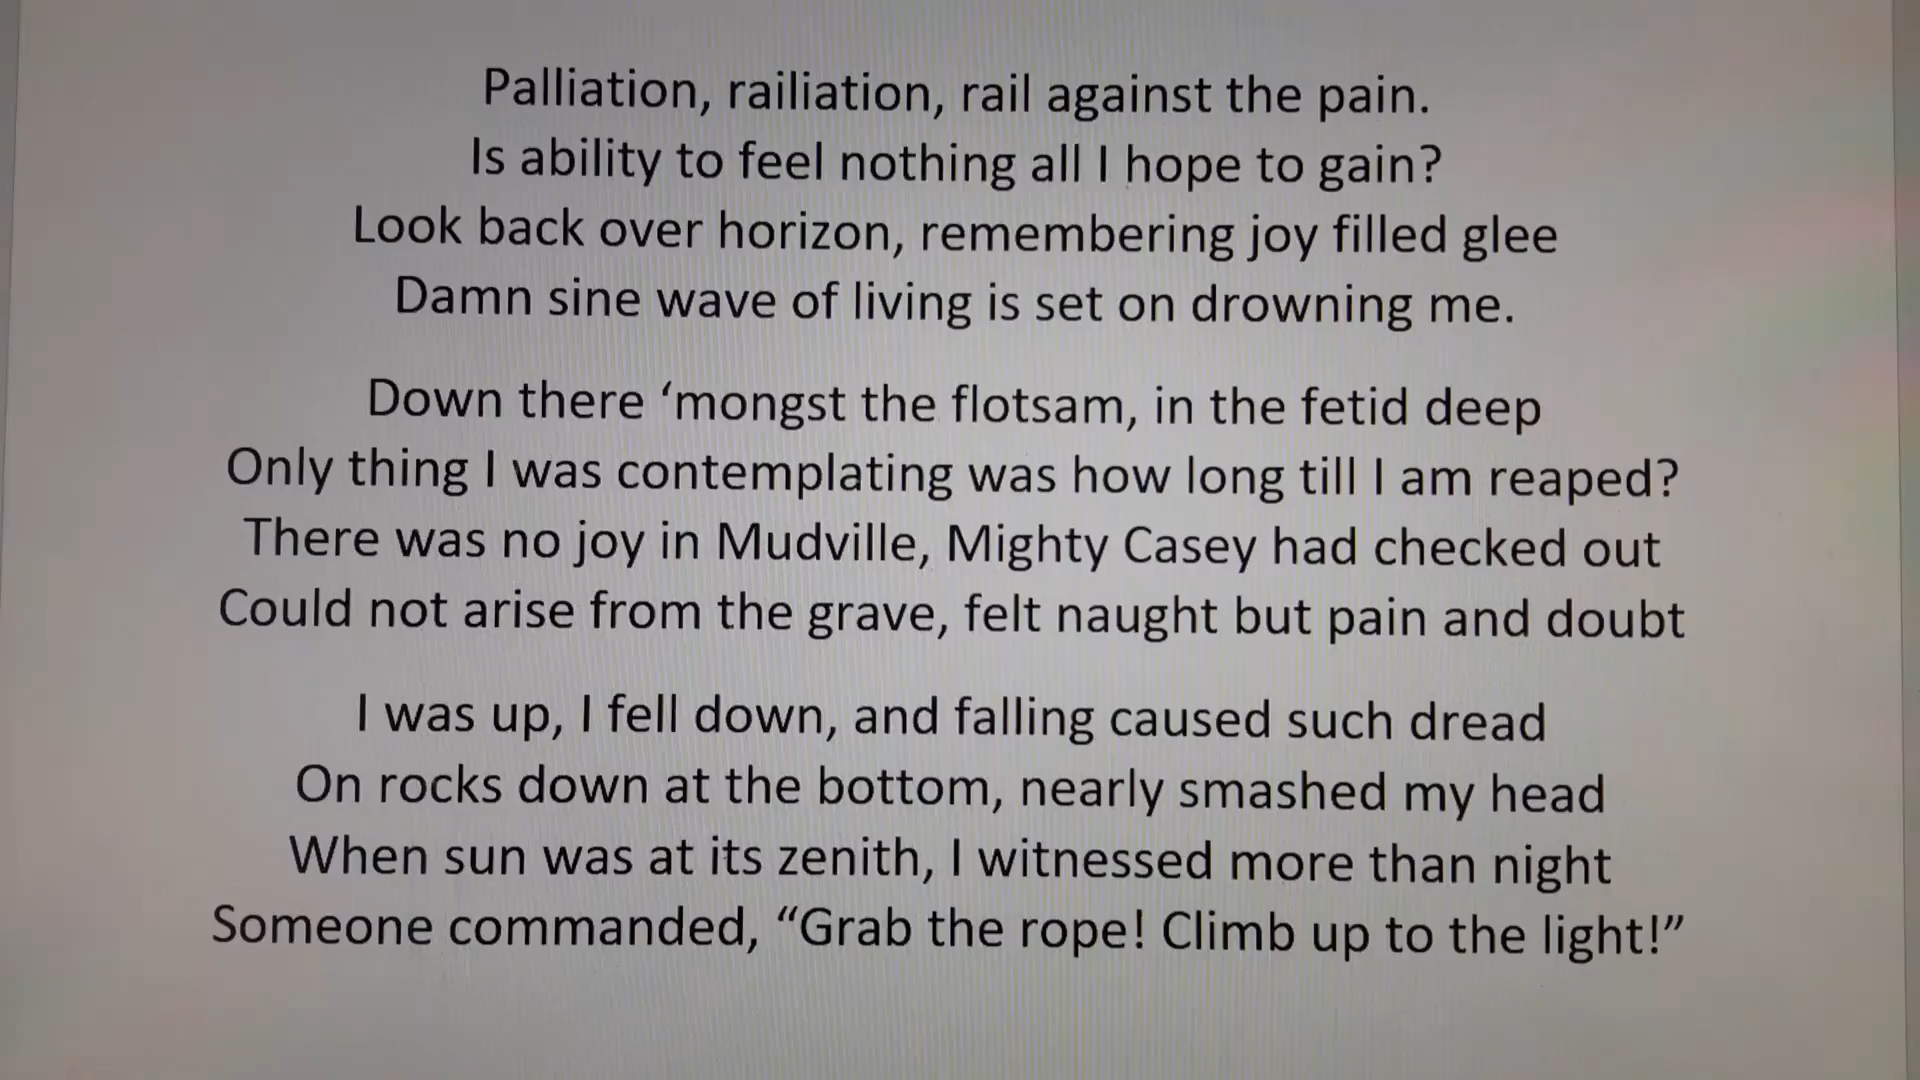 Palliation, railiation, rail against the pain.
Is ability to feel nothing all I hope to gain?
Look back over horizon, remembering joy filled glee
Damn sine wave of living is set on drowning me.
Down there ‘mongst the flotsam, in the fetid deep
Only thing I was contemplating was how long till I am reaped?
There was no joy in Mudville, Mighty Casey had checked out
Could not arise from the grave, felt naught but pain and doubt
I was up, I fell down, and falling caused such dread
On rocks down at the bottom, nearly smashed my head
When sun was at its zenith, I witnessed more than night
Someone commanded, “Grab the rope! Climb up to the light!”